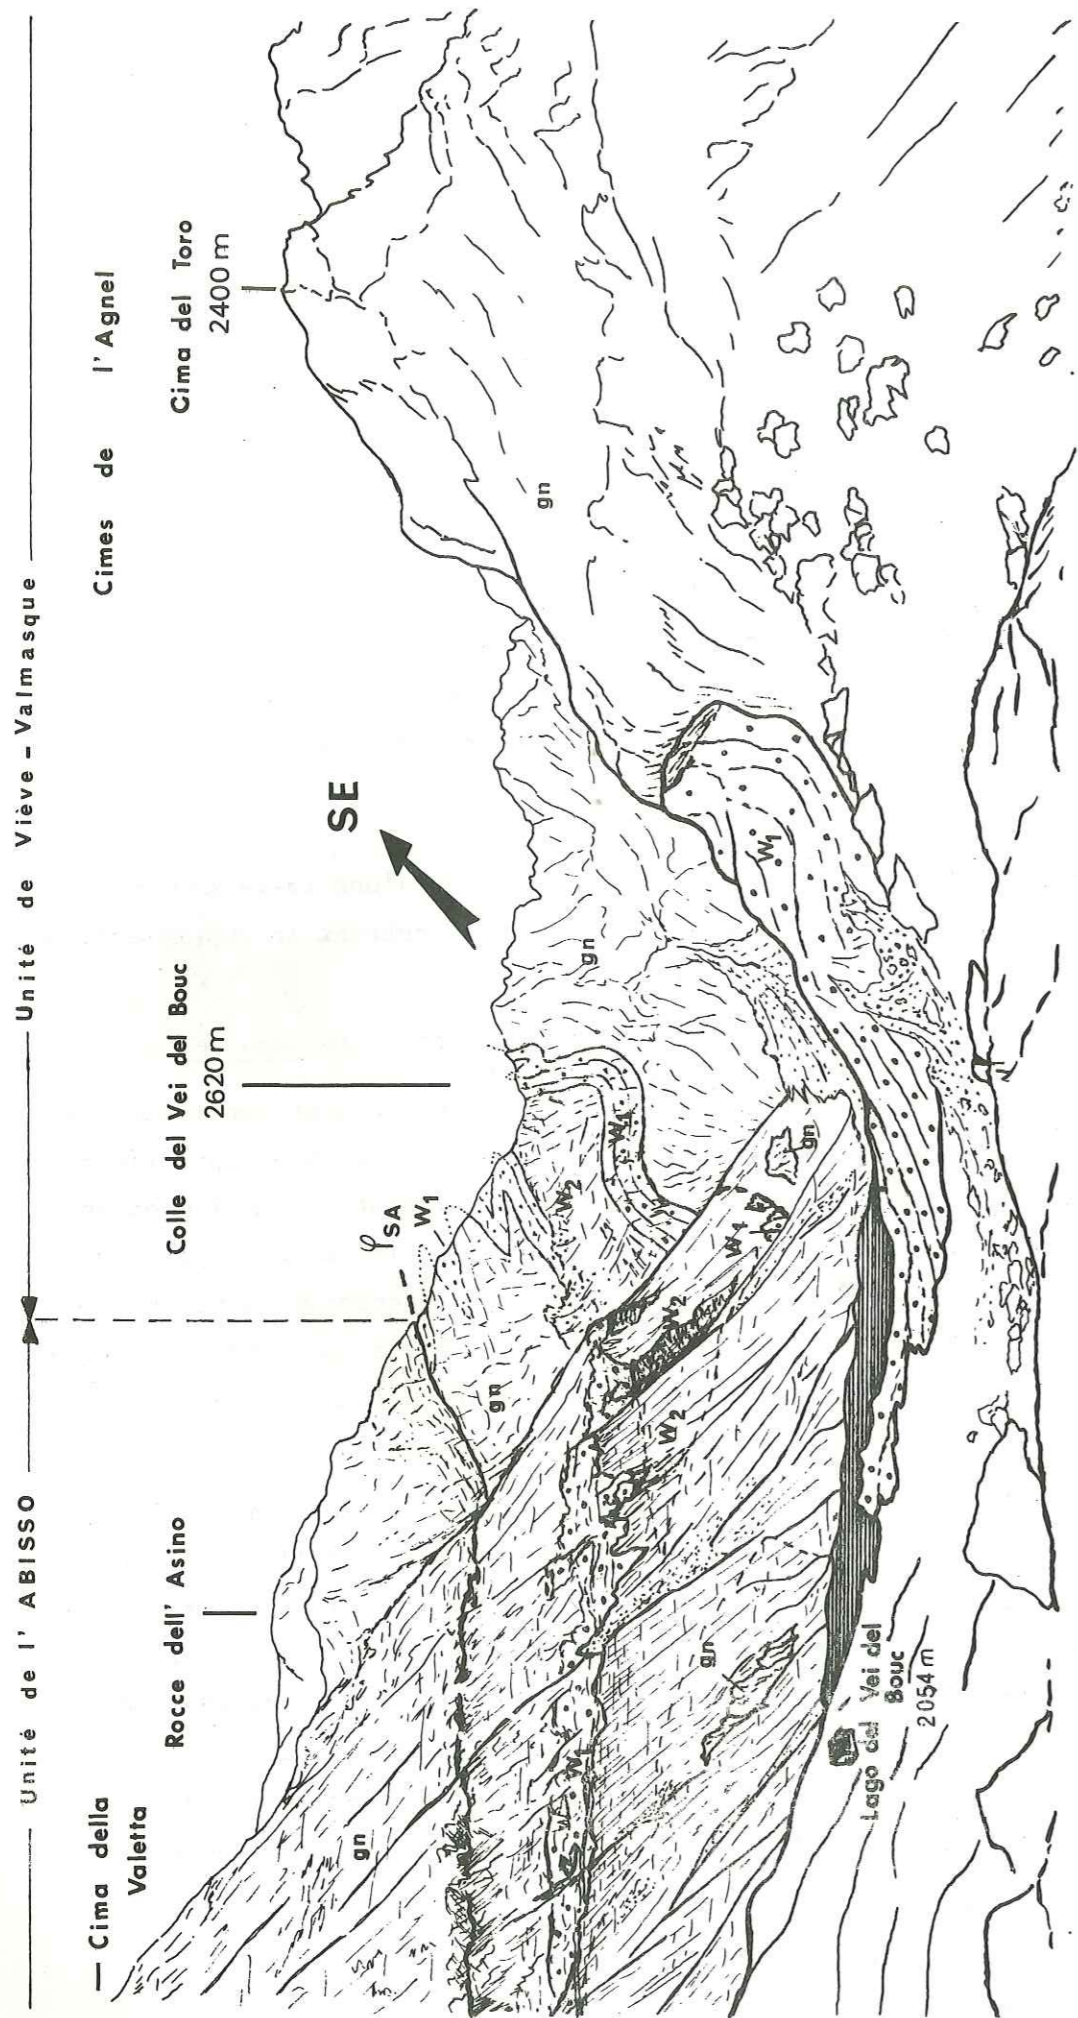 Unité de l' ABISSO
Unité de Viève - Valmasque
Cima della
Valetta
Rocce dell' Asino
Colle del Vei del Bouc
2620 m
Cimes de l' Agnel
Cima del Toro
2400 m
φSA
W1
SE
gn
gn
W2
W1
gn
gn
W1
W1
W2
W2
gn
W1
gn
Lago del Vei del
Bouc
2054 m